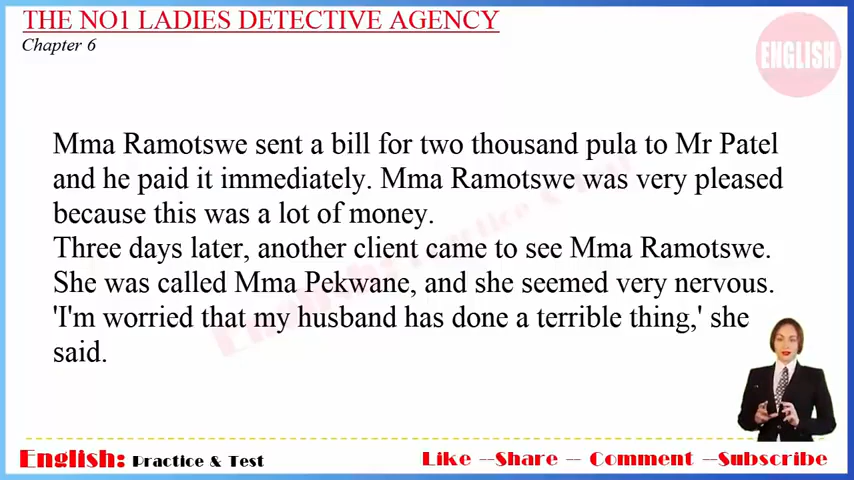 THE NO1 LADIES DETECTIVE AGENCY
Chapter 6
ENGLISH
Mma Ramotswe sent a bill for two thousand pula to Mr Patel
and he paid it immediately. Mma Ramotswe was very pleased
because this was a lot of money.
Three days later, another client came to see Mma Ramotswe.
She was called Mma Pekwane, and she seemed very nervous.
'I'm worried that my husband has done a terrible thing,' she
said.
English: Practice & Test
Like --Share -- Comment --Subscribe